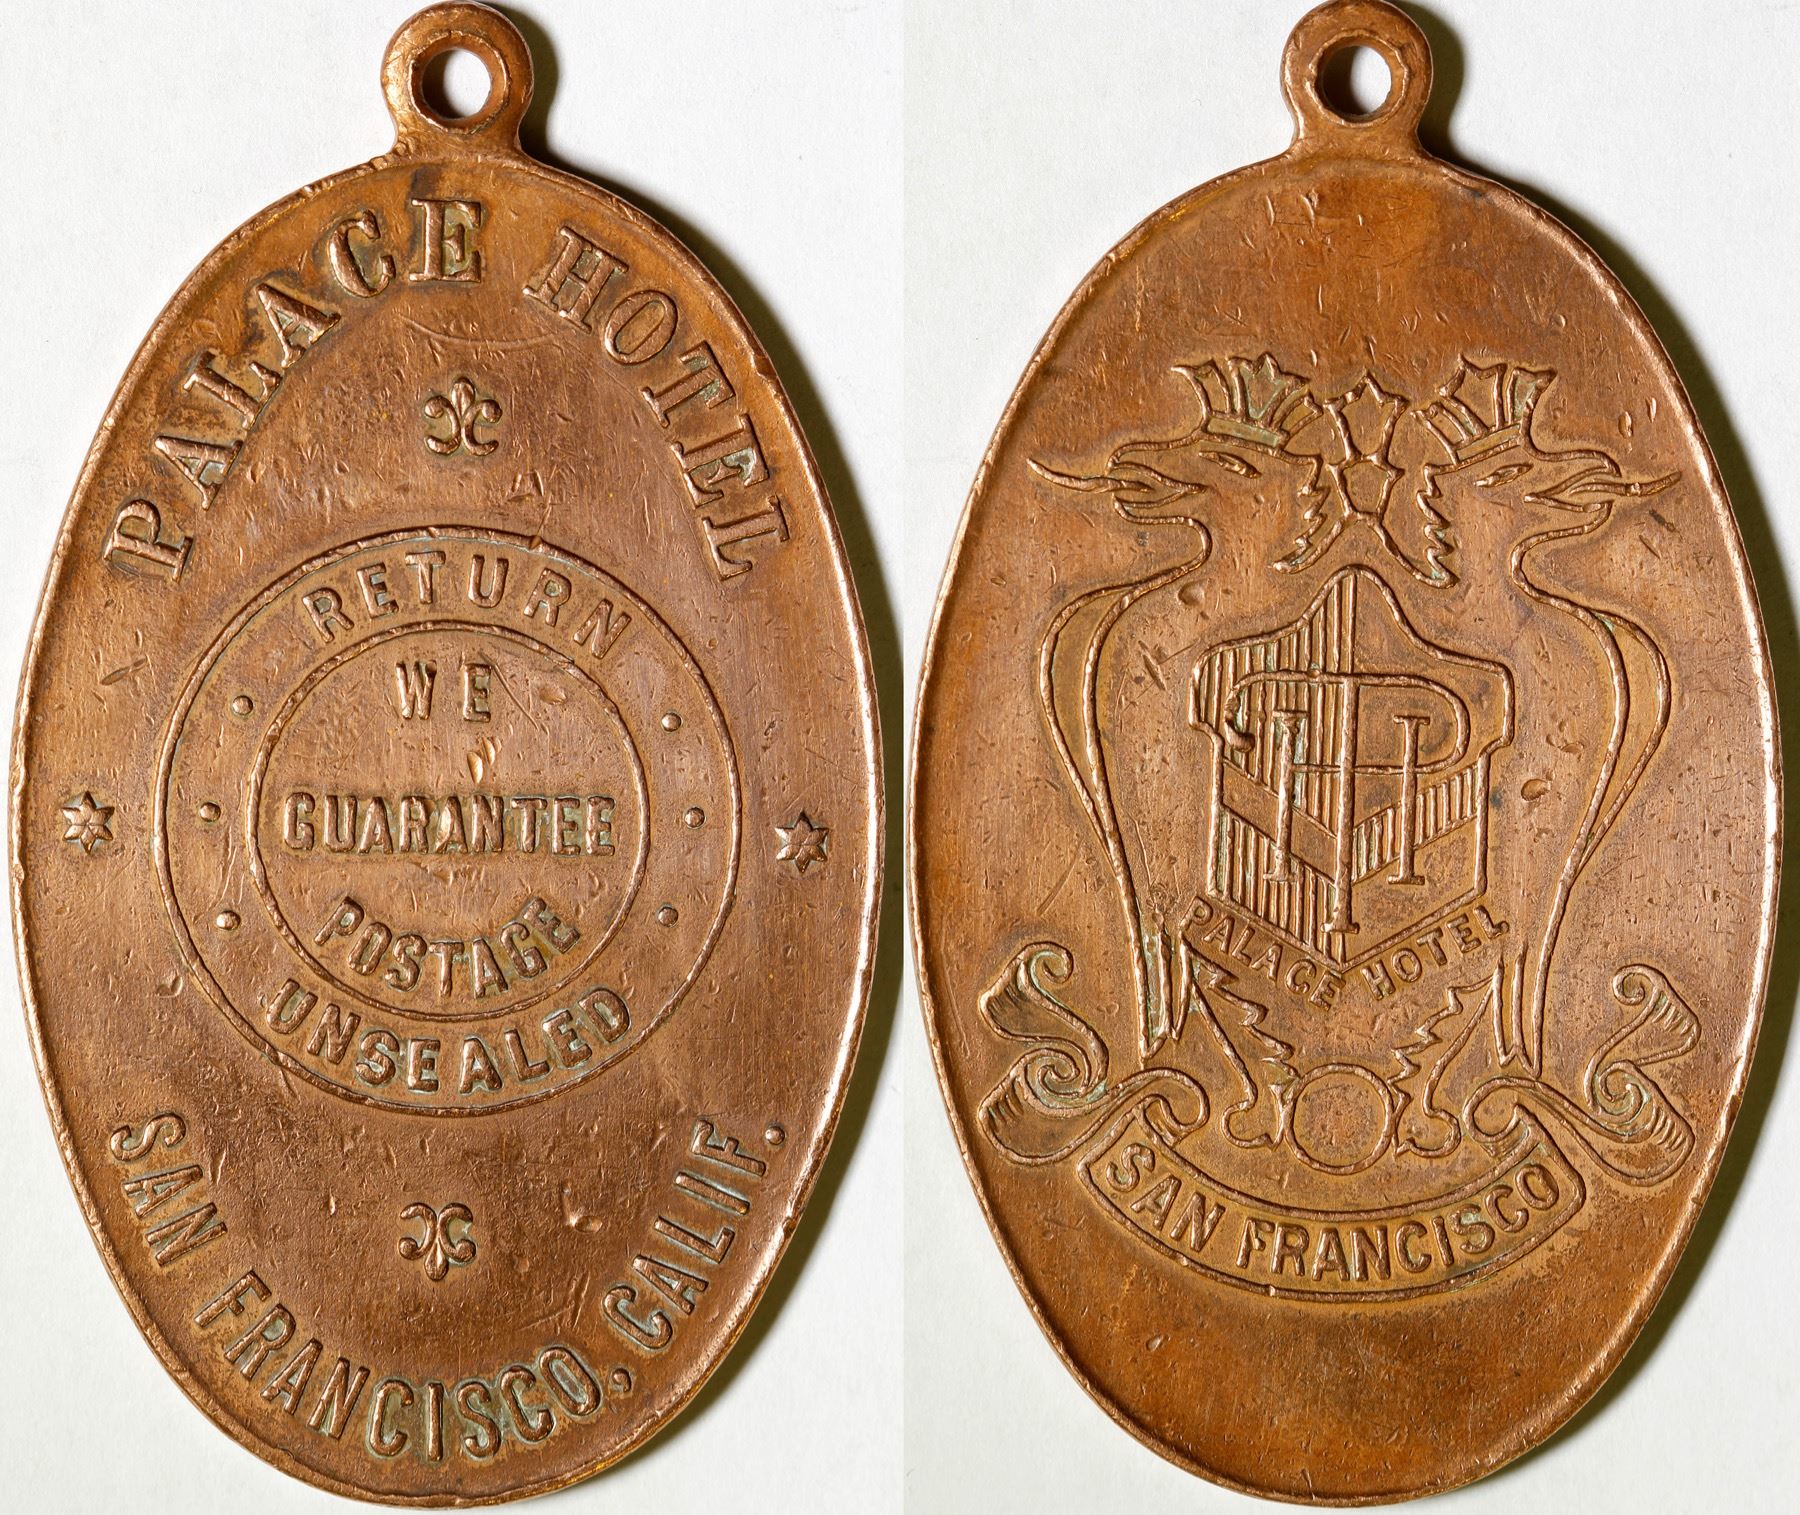 PALACE HOTEL
RETURN
WE
GUARANTEE
POSTAGE
UNSEALED
SAN FRANCISCO, CALIF.
PH
PALACE HOTEL
SAN FRANCISCO